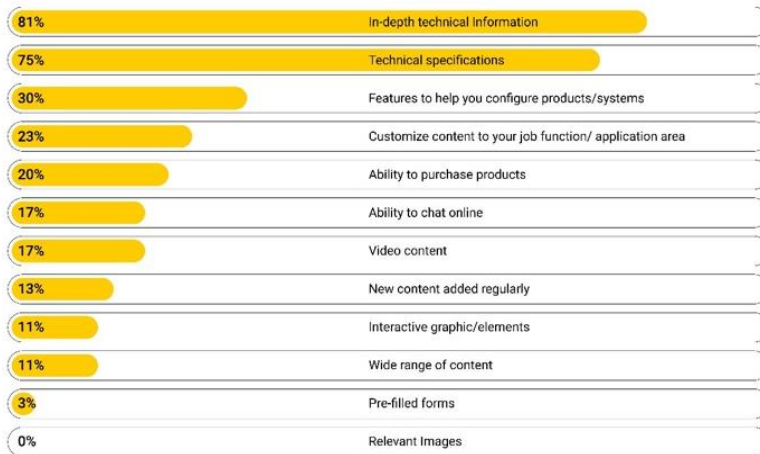 81% In-depth technical Information
75% Technical specifications
30% Features to help you configure products/systems
23% Customize content to your job function/ application area
20% Ability to purchase products
17% Ability to chat online
17% Video content
13% New content added regularly
11% Interactive graphic/elements
11% Wide range of content
3% Pre-filled forms
0% Relevant Images